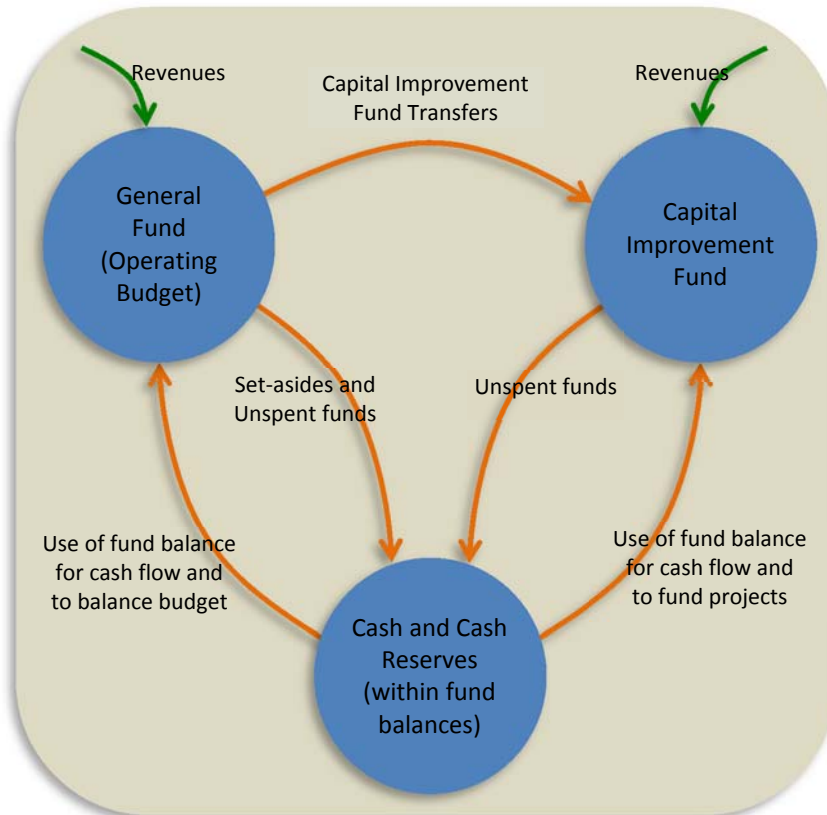 Revenues
Revenues
Capital Improvement
Fund Transfers
General
Fund
(Operating
Budget)
Capital
Improvement
Fund
Set-asides and
Unspent funds
Unspent funds
Use of fund balance
for cash flow and
to balance budget
Use of fund balance
for cash flow and
to fund projects
Cash and Cash
Reserves
(within fund
balances)